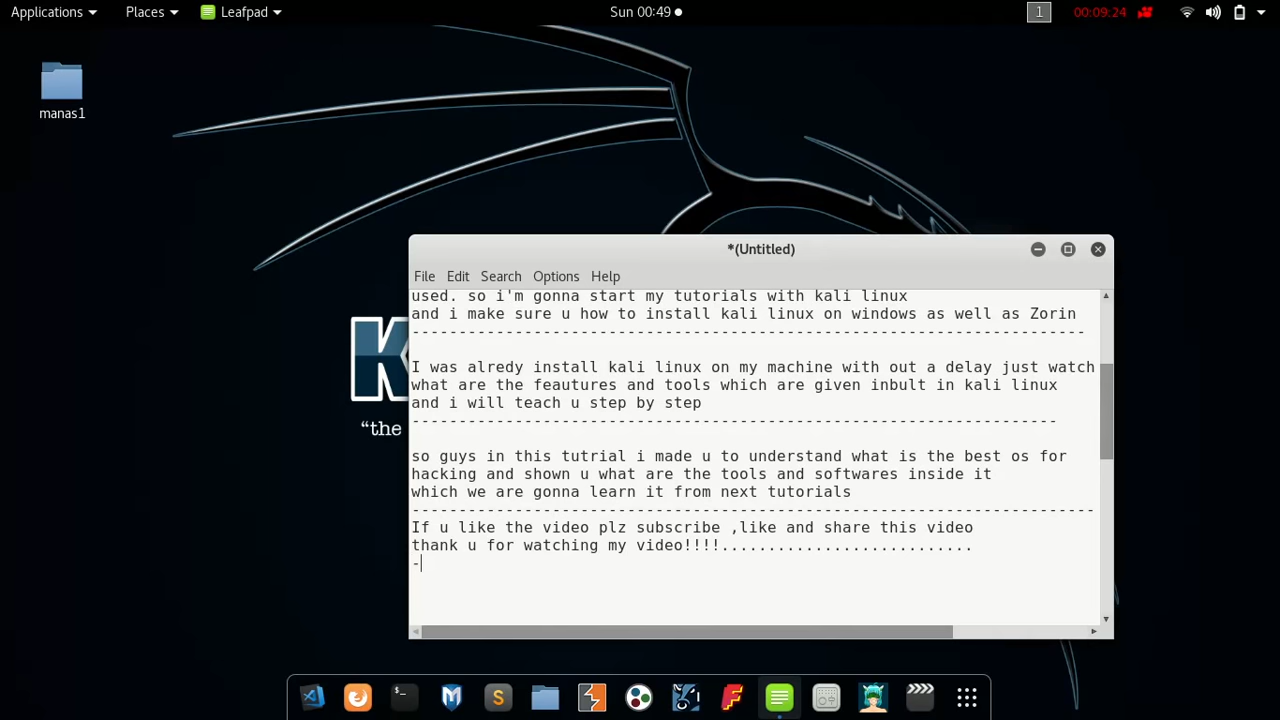 Applications Places Leafpad Sun 00:49 1 00:09:24
manas1
K
“the
*(Untitled)
File Edit Search Options Help
used. so i'm gonna start my tutorials with kali linux
and i make sure u how to install kali linux on windows as well as Zorin
------------------------------------------------------------------------
I was alredy install kali linux on my machine with out a delay just watch
what are the feautures and tools which are given inbult in kali linux
and i will teach u step by step
---------------------------------------------------------------------
so guys in this tutrial i made u to understand what is the best os for
hacking and shown u what are the tools and softwares inside it
which we are gonna learn it from next tutorials
-------------------------------------------------------------------------
If u like the video plz subscribe ,like and share this video
thank u for watching my video!!!!...........................
-